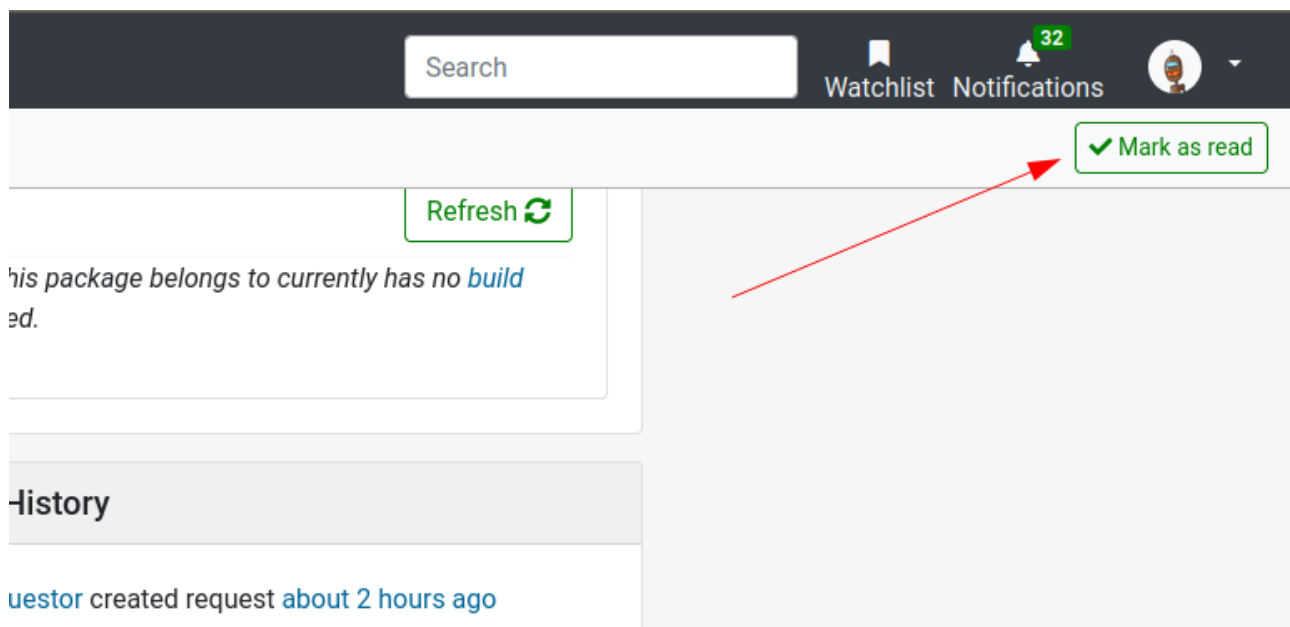 32
Search
Watchlist Notifications
Mark as read
Refresh
his package belongs to currently has no build
ed.
History
uestor created request about 2 hours ago